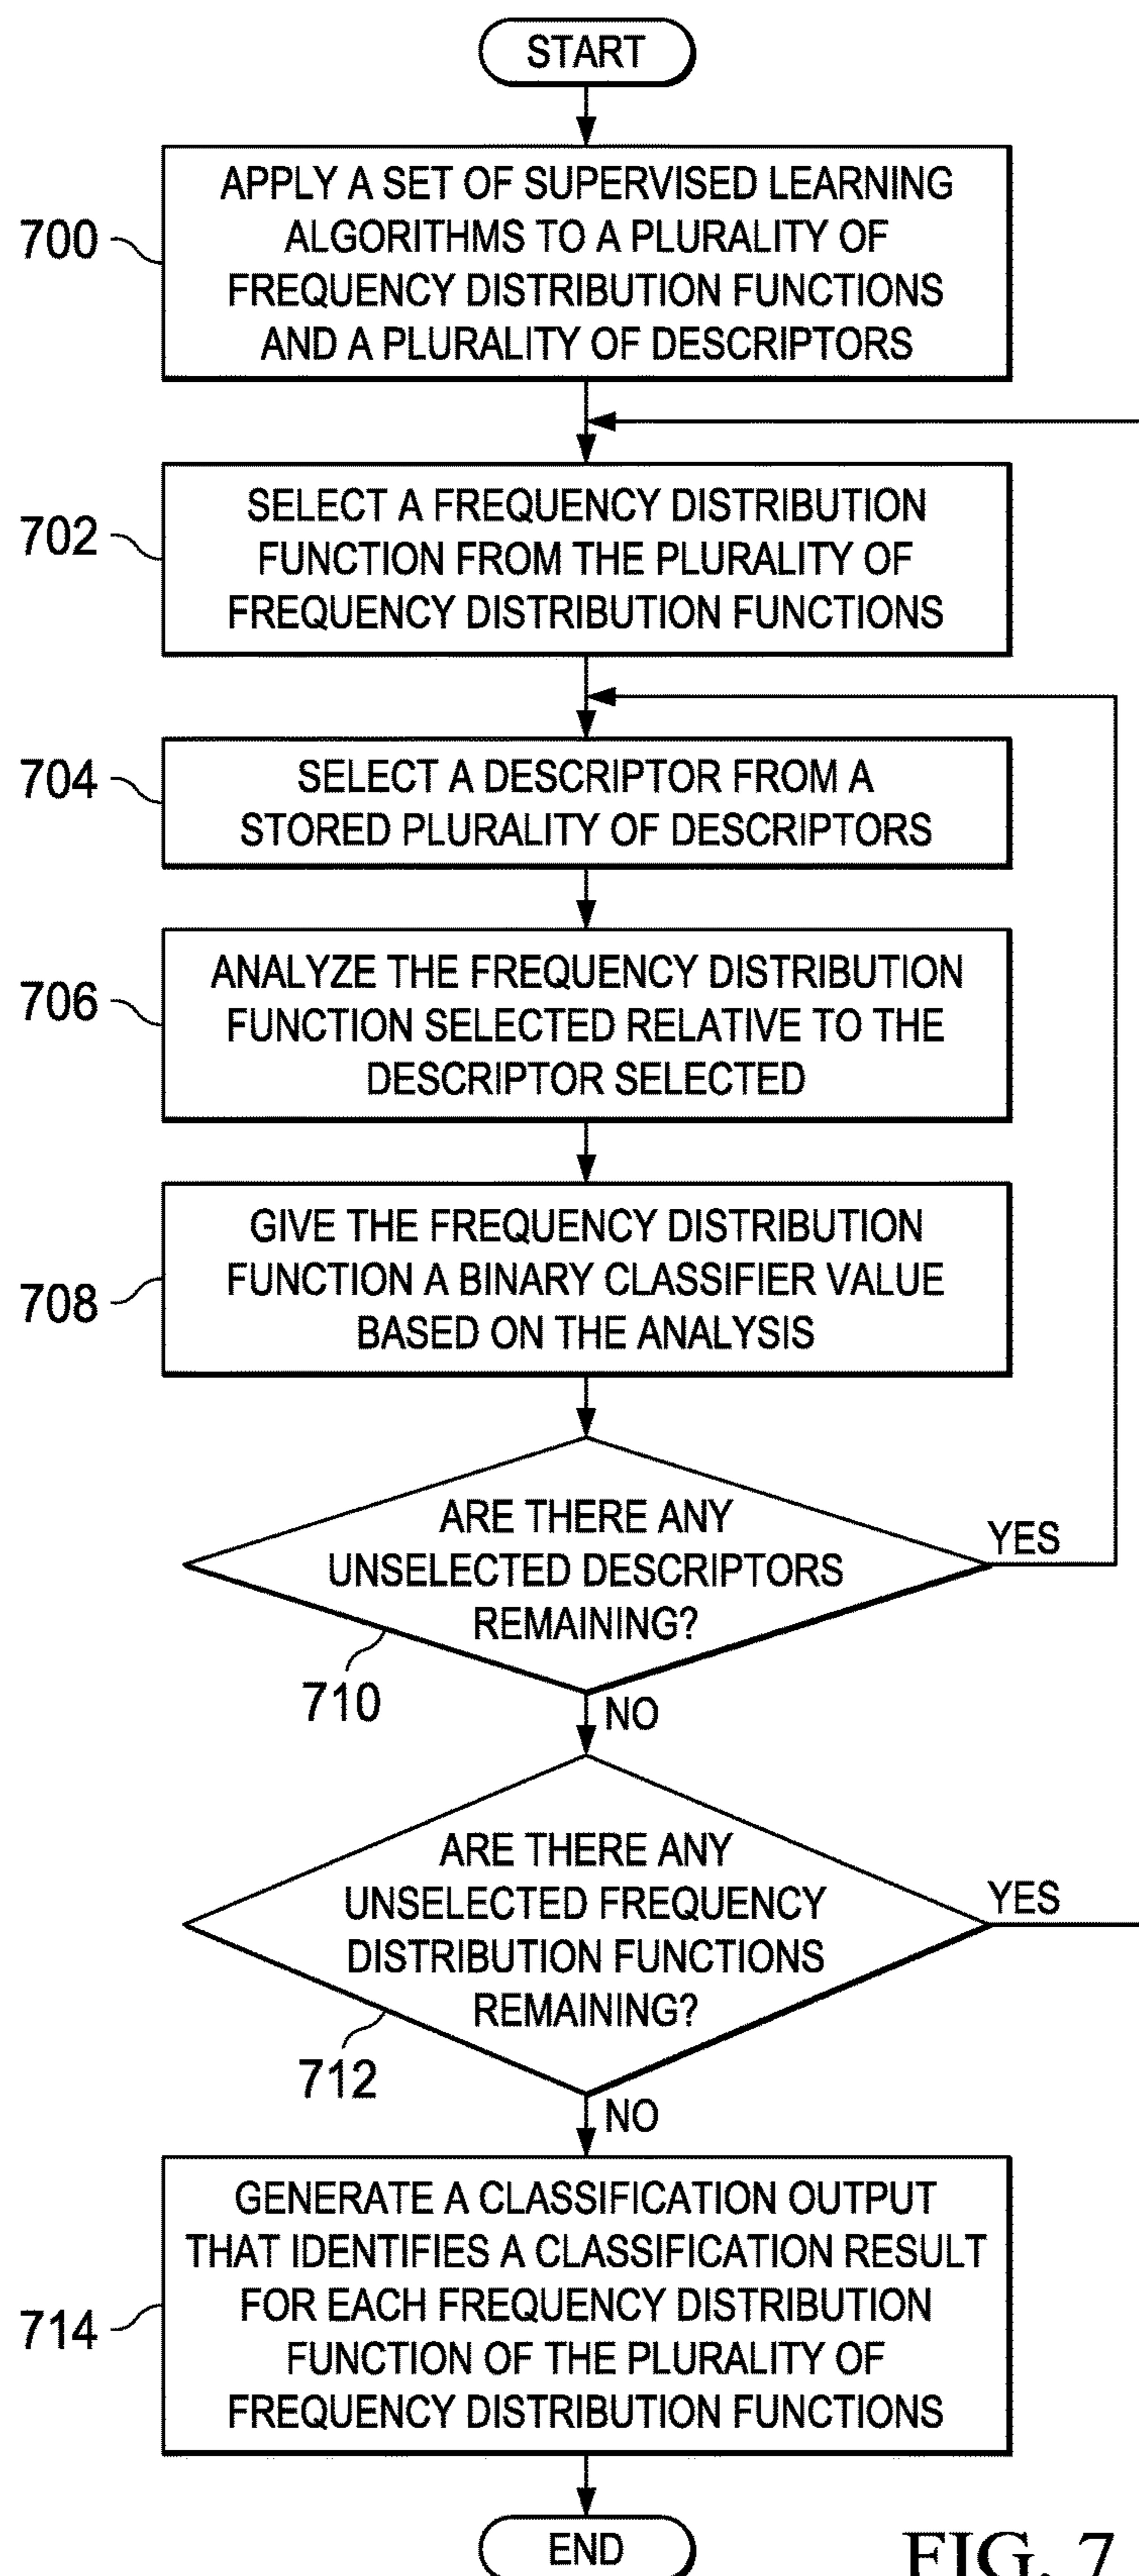 START
700
APPLY A SET OF SUPERVISED LEARNING
ALGORITHMS TO A PLURALITY OF
FREQUENCY DISTRIBUTION FUNCTIONS
AND A PLURALITY OF DESCRIPTORS
702
SELECT A FREQUENCY DISTRIBUTION
FUNCTION FROM THE PLURALITY OF
FREQUENCY DISTRIBUTION FUNCTIONS
704
SELECT A DESCRIPTOR FROM A
STORED PLURALITY OF DESCRIPTORS
706
ANALYZE THE FREQUENCY DISTRIBUTION
FUNCTION SELECTED RELATIVE TO THE
DESCRIPTOR SELECTED
708
GIVE THE FREQUENCY DISTRIBUTION
FUNCTION A BINARY CLASSIFIER VALUE
BASED ON THE ANALYSIS
ARE THERE ANY
UNSELECTED DESCRIPTORS
REMAINING?
YES
710
NO
ARE THERE ANY
UNSELECTED FREQUENCY
DISTRIBUTION FUNCTIONS
REMAINING?
YES
712
NO
714
GENERATE A CLASSIFICATION OUTPUT
THAT IDENTIFIES A CLASSIFICATION RESULT
FOR EACH FREQUENCY DISTRIBUTION
FUNCTION OF THE PLURALITY OF
FREQUENCY DISTRIBUTION FUNCTIONS
END
FIG. 7